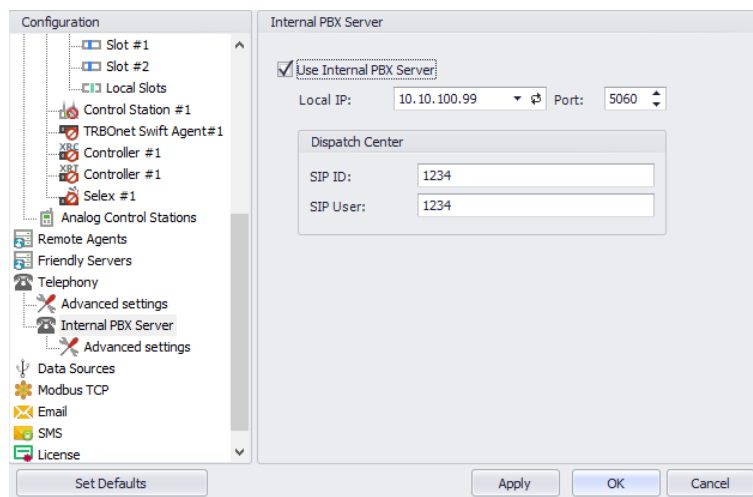 Configuration
Slot #1
Slot #2
Local Slots
Control Station #1
TRBOnet Swift Agent#1
XRC
Controller #1
XRT
Controller #1
Selex #1
Analog Control Stations
Remote Agents
Friendly Servers
Telephony
Advanced settings
Internal PBX Server
Advanced settings
Data Sources
Modbus TCP
Email
SMS
License
Set Defaults
Internal PBX Server
Use Internal PBX Server
Local IP: 10.10.100.99 Port: 5060
Dispatch Center
SIP ID: 1234
SIP User: 1234
Apply OK Cancel